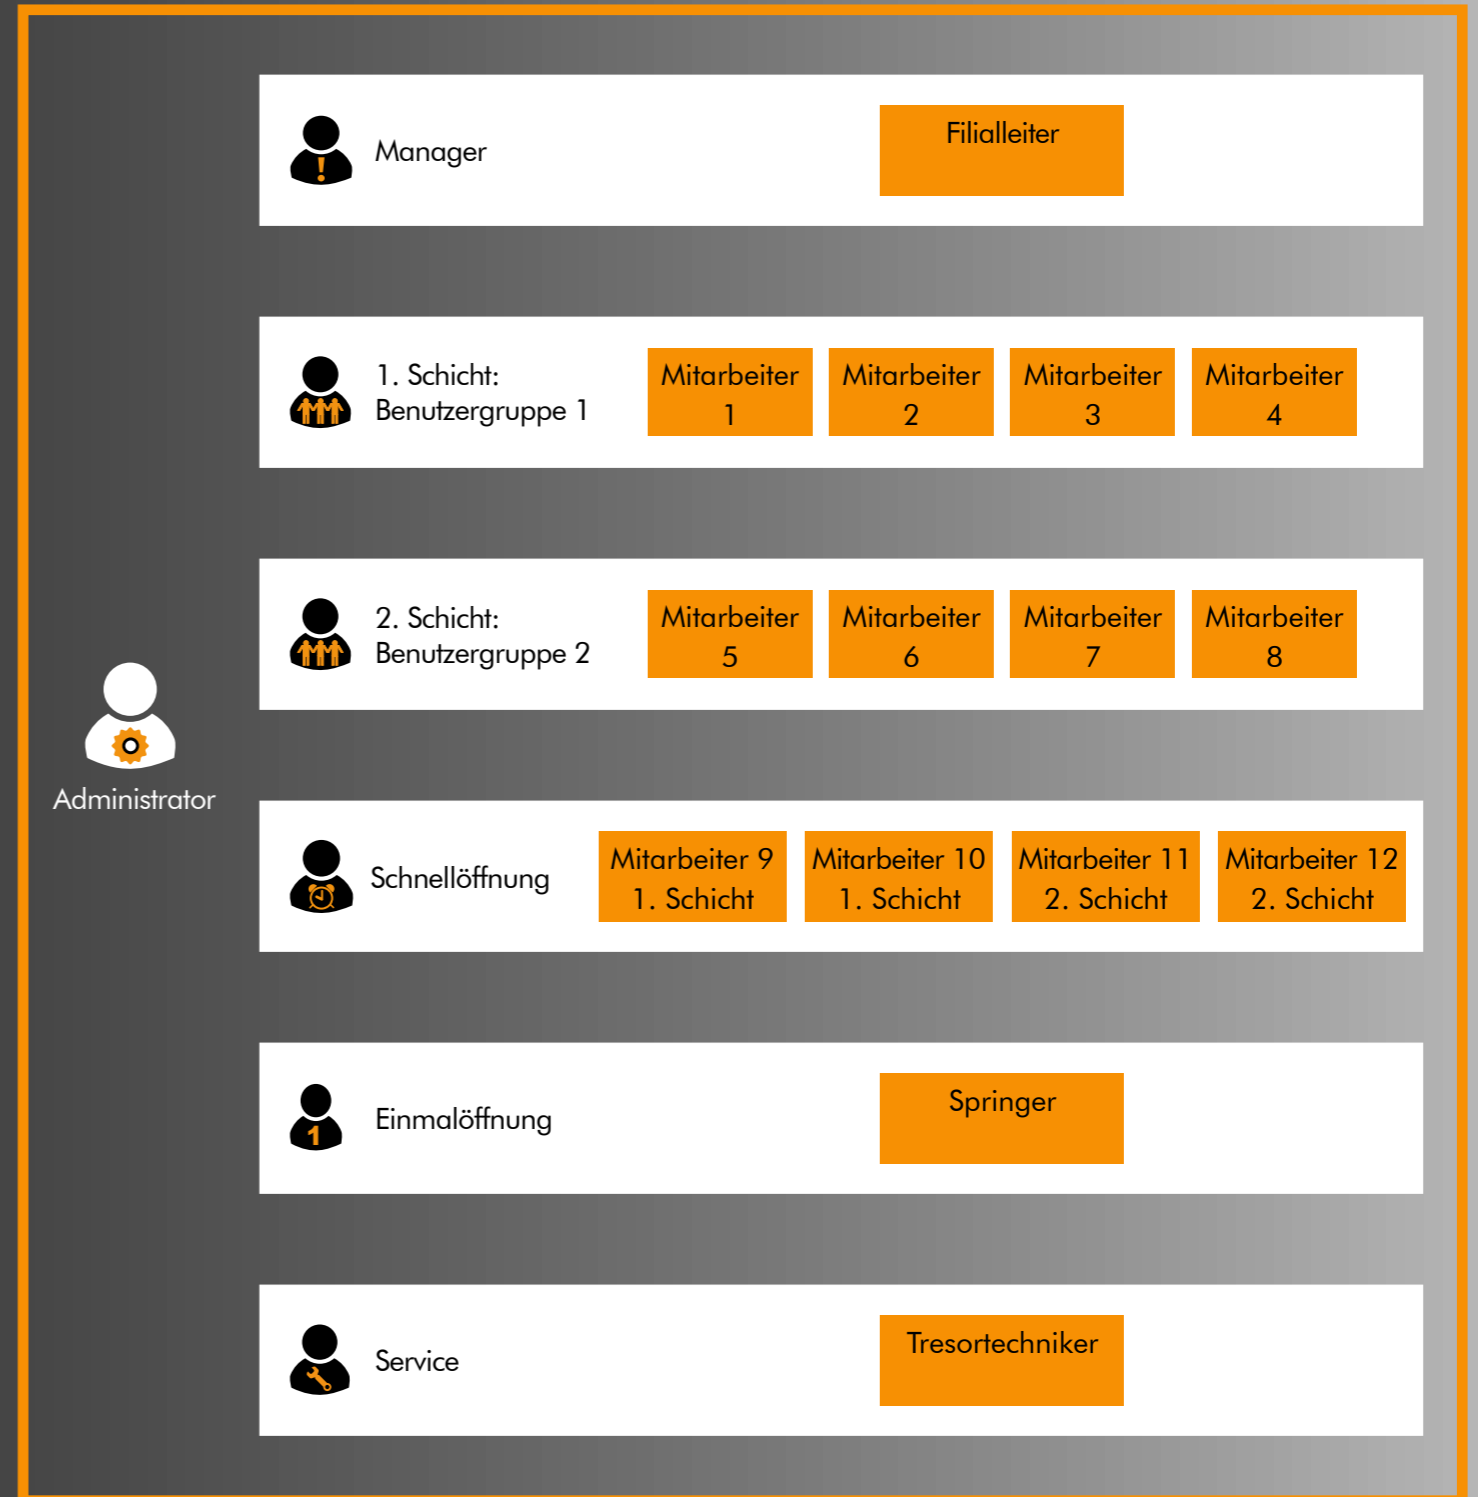 Manager
Filialleiter
!
1. Schicht:
Benutzergruppe 1
Mitarbeiter
1
Mitarbeiter
2
Mitarbeiter
3
Mitarbeiter
4
2. Schicht:
Benutzergruppe 2
Mitarbeiter
5
Mitarbeiter
6
Mitarbeiter
7
Mitarbeiter
8
Administrator
Schnellöffnung
Mitarbeiter 9
1. Schicht
Mitarbeiter 10
1. Schicht
Mitarbeiter 11
2. Schicht
Mitarbeiter 12
2. Schicht
1
Einmalöffnung
Springer
Service
Tresortechniker